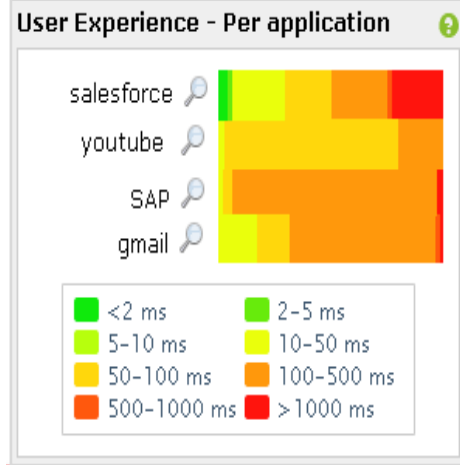 User Experience - Per application ?
salesforce
youtube
SAP
gmail
<2 ms 2-5 ms
5-10 ms 10-50 ms
50-100 ms 100-500 ms
500-1000 ms >1000 ms